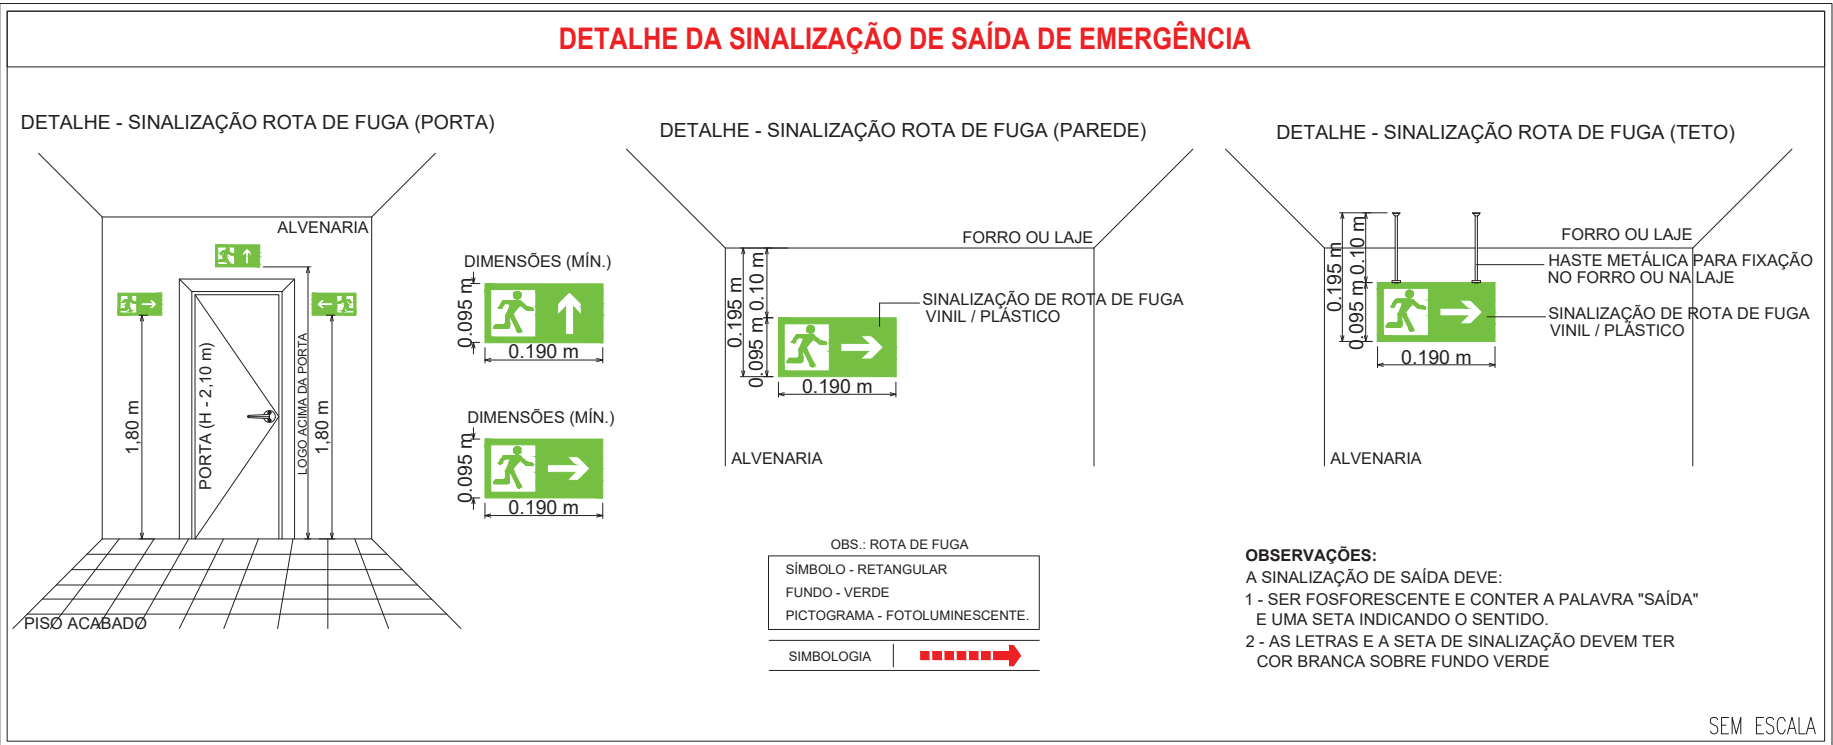 DETALHE DA SINALIZAÇÃO DE SAÍDA DE EMERGÊNCIA
DETALHE - SINALIZAÇÃO ROTA DE FUGA (PORTA)
ALVENARIA
1,80 m
PORTA (H - 2,10 m)
LOGO ACIMA DA PORTA
1,80 m
PISO ACABADO
DIMENSÕES (MÍN.)
0.095 m
0.190 m
DIMENSÕES (MÍN.)
0.095 m
0.190 m
DETALHE - SINALIZAÇÃO ROTA DE FUGA (PAREDE)
FORRO OU LAJE
0.195 m
0.10 m
0.095 m
0.190 m
SINALIZAÇÃO DE ROTA DE FUGA
VINIL / PLÁSTICO
ALVENARIA
DETALHE - SINALIZAÇÃO ROTA DE FUGA (TETO)
FORRO OU LAJE
HASTE METÁLICA PARA FIXAÇÃO
NO FORRO OU NA LAJE
0.195 m
0.10 m
0.095 m
0.190 m
SINALIZAÇÃO DE ROTA DE FUGA
VINIL / PLÁSTICO
ALVENARIA
OBS.: ROTA DE FUGA
SÍMBOLO - RETANGULAR
FUNDO - VERDE
PICTOGRAMA - FOTOLUMINESCENTE.
SIMBOLOGIA
OBSERVAÇÕES:
A SINALIZAÇÃO DE SAÍDA DEVE:
1 - SER FOSFORESCENTE E CONTER A PALAVRA "SAÍDA"
E UMA SETA INDICANDO O SENTIDO.
2 - AS LETRAS E A SETA DE SINALIZAÇÃO DEVEM TER
COR BRANCA SOBRE FUNDO VERDE
SEM ESCALA